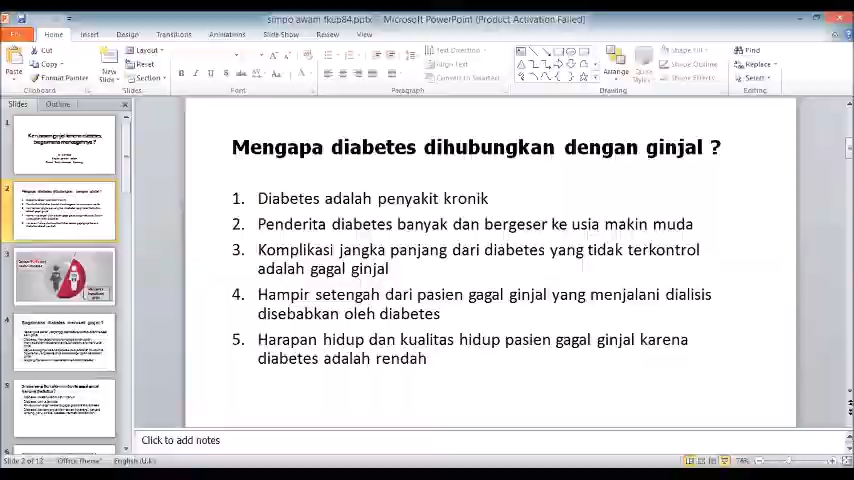 simpo awam fkup84.pptx - Microsoft PowerPoint (Product Activation Failed)
File Home Insert Design Transitions Animations Slide Show Review View
Cut
Copy
Format Painter
Paste
Clipboard
New
Slide
Layout
Reset
Section
Slides
Font
Text Direction
Align Text
Convert to SmartArt
Paragraph
Arrange
Quick
Styles
Shape Fill
Shape Outline
Shape Effects
Drawing
Find
Replace
Select
Editing
Slides Outline
1
2
3
4
5
Mengapa diabetes dihubungkan dengan ginjal ?
1. Diabetes adalah penyakit kronik
2. Penderita diabetes banyak dan bergeser ke usia makin muda
3. Komplikasi jangka panjang dari diabetes yang tidak terkontrol
adalah gagal ginjal
4. Hampir setengah dari pasien gagal ginjal yang menjalani dialisis
disebabkan oleh diabetes
5. Harapan hidup dan kualitas hidup pasien gagal ginjal karena
diabetes adalah rendah
Click to add notes
Slide 2 of 12 "Office Theme" English (U.K.)